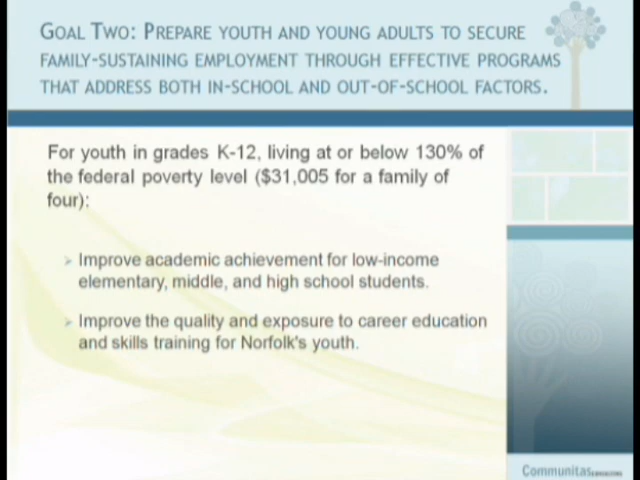 GOAL TWO: PREPARE YOUTH AND YOUNG ADULTS TO SECURE
FAMILY-SUSTAINING EMPLOYMENT THROUGH EFFECTIVE PROGRAMS
THAT ADDRESS BOTH IN-SCHOOL AND OUT-OF-SCHOOL FACTORS.
For youth in grades K-12, living at or below 130% of
the federal poverty level ($31,005 for a family of
four):
➢ Improve academic achievement for low-income
elementary, middle, and high school students.
➢ Improve the quality and exposure to career education
and skills training for Norfolk's youth.
Communitas